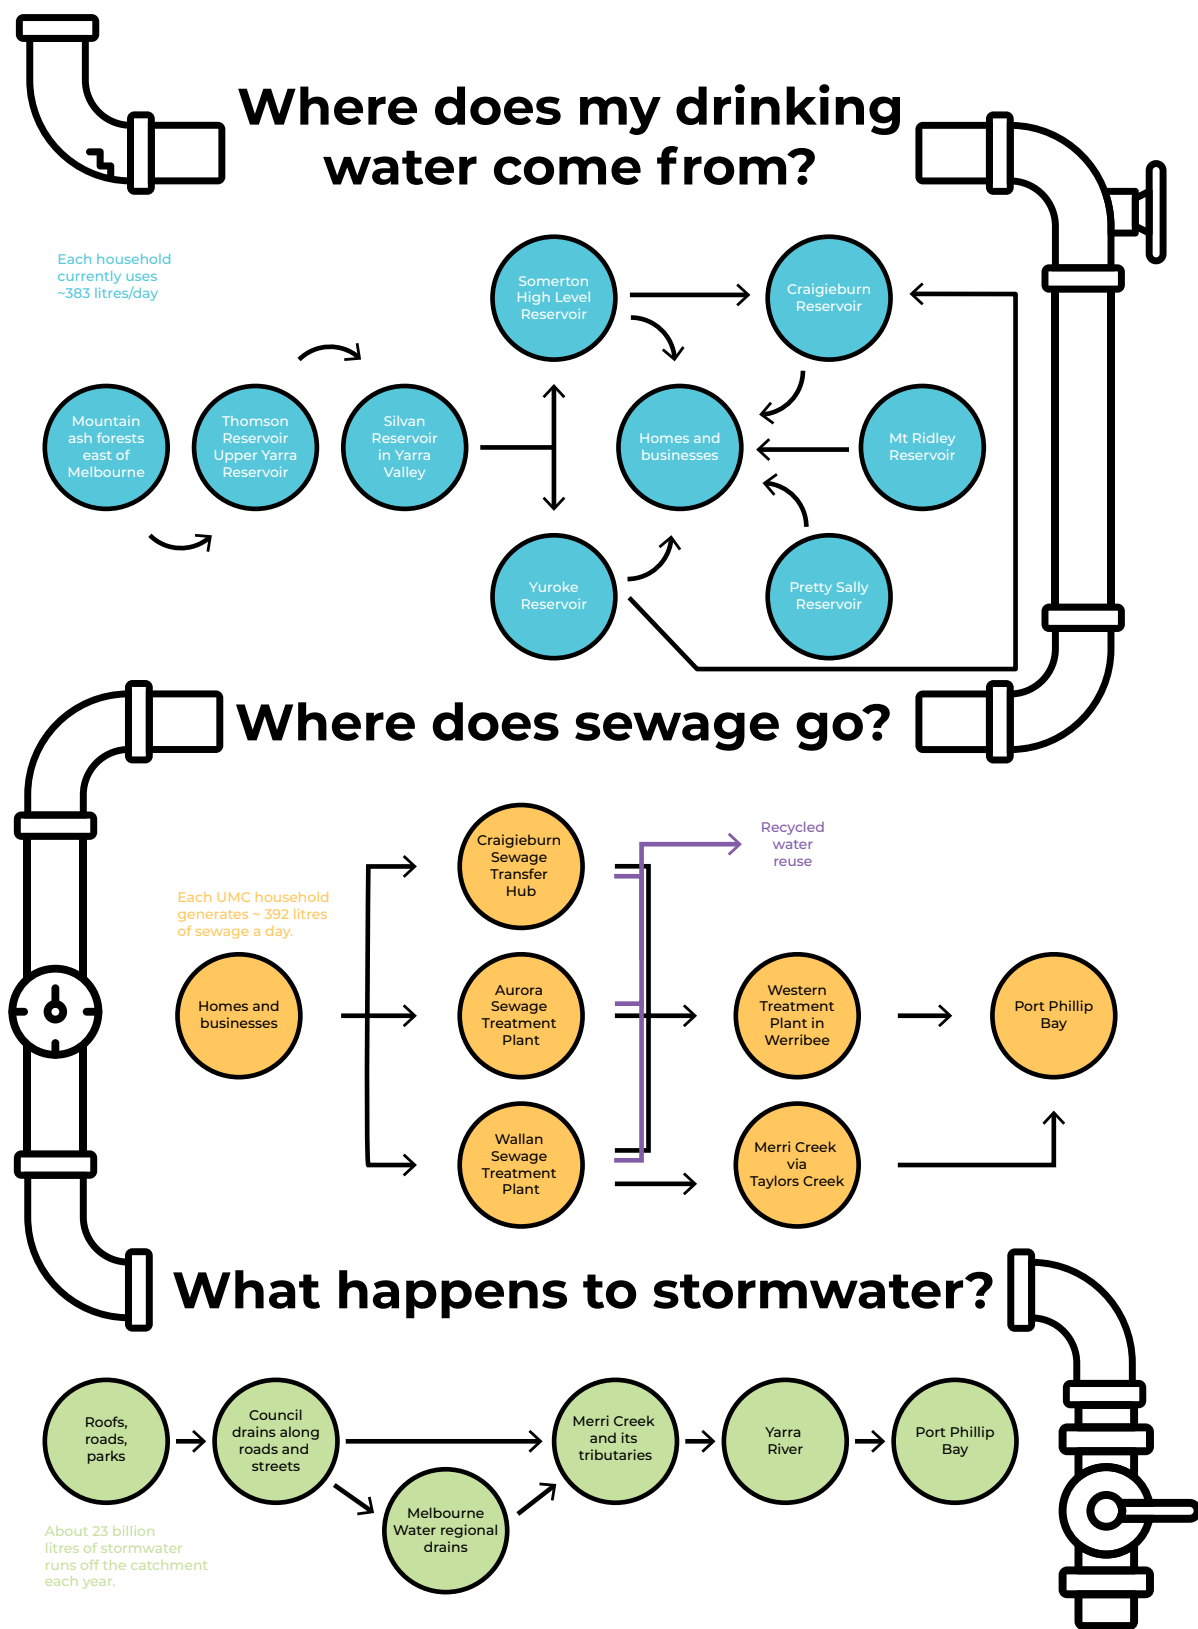 Where does my drinking
water come from?
Each household
currently uses
~383 litres/day
Somerton
High Level
Reservoir
Craigieburn
Reservoir
Mountain
ash forests
east of
Melbourne
Thomson
Reservoir
Upper Yarra
Reservoir
Silvan
Reservoir
in Yarra
Valley
Homes and
businesses
Mt Ridley
Reservoir
Yuroke
Reservoir
Pretty Sally
Reservoir
Where does sewage go?
Craigieburn
Sewage
Transfer
Hub
Recycled
water
reuse
Each UMC household
generates ~ 392 litres
of sewage a day.
Homes and
businesses
Aurora
Sewage
Treatment
Plant
Western
Treatment
Plant in
Werribee
Port Phillip
Bay
Wallan
Sewage
Treatment
Plant
Merri Creek
via
Taylors Creek
What happens to stormwater?
Roofs,
roads,
parks
Council
drains along
roads and
streets
Merri Creek
and its
tributaries
Yarra
River
Port Phillip
Bay
Melbourne
Water regional
drains
About 23 billion
litres of stormwater
runs off the catchment
each year.